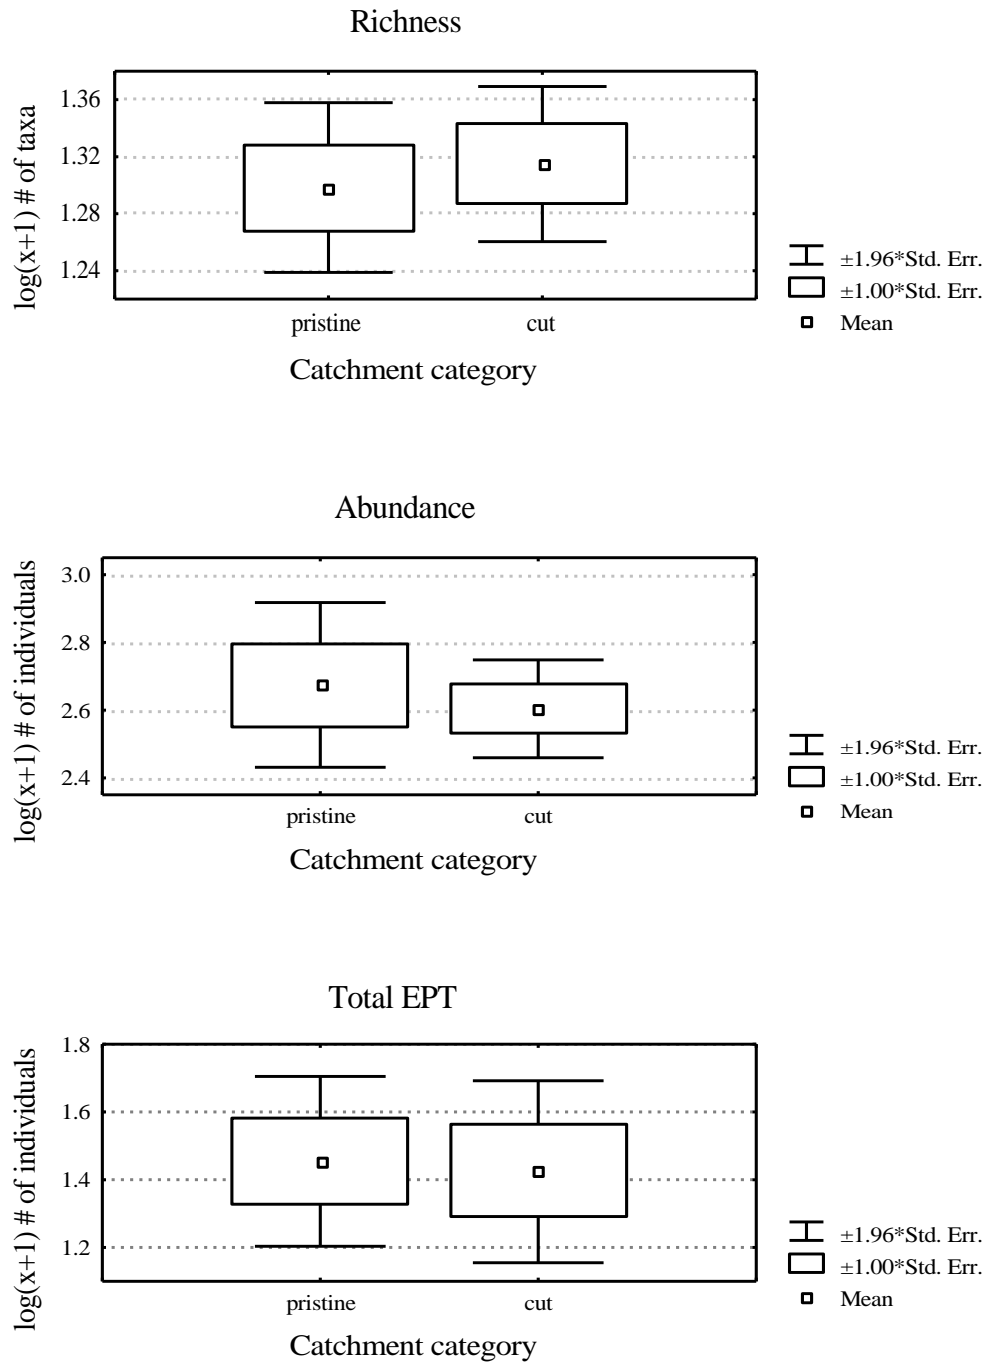 Richness
log(x+1) # of taxa
1.36
1.32
1.28
1.24
pristine cut
Catchment category
±1.96*Std. Err.
±1.00*Std. Err.
Mean
Abundance
log(x+1) # of individuals
3.0
2.8
2.6
2.4
pristine cut
Catchment category
±1.96*Std. Err.
±1.00*Std. Err.
Mean
Total EPT
log(x+1) # of individuals
1.8
1.6
1.4
1.2
pristine cut
Catchment category
±1.96*Std. Err.
±1.00*Std. Err.
Mean